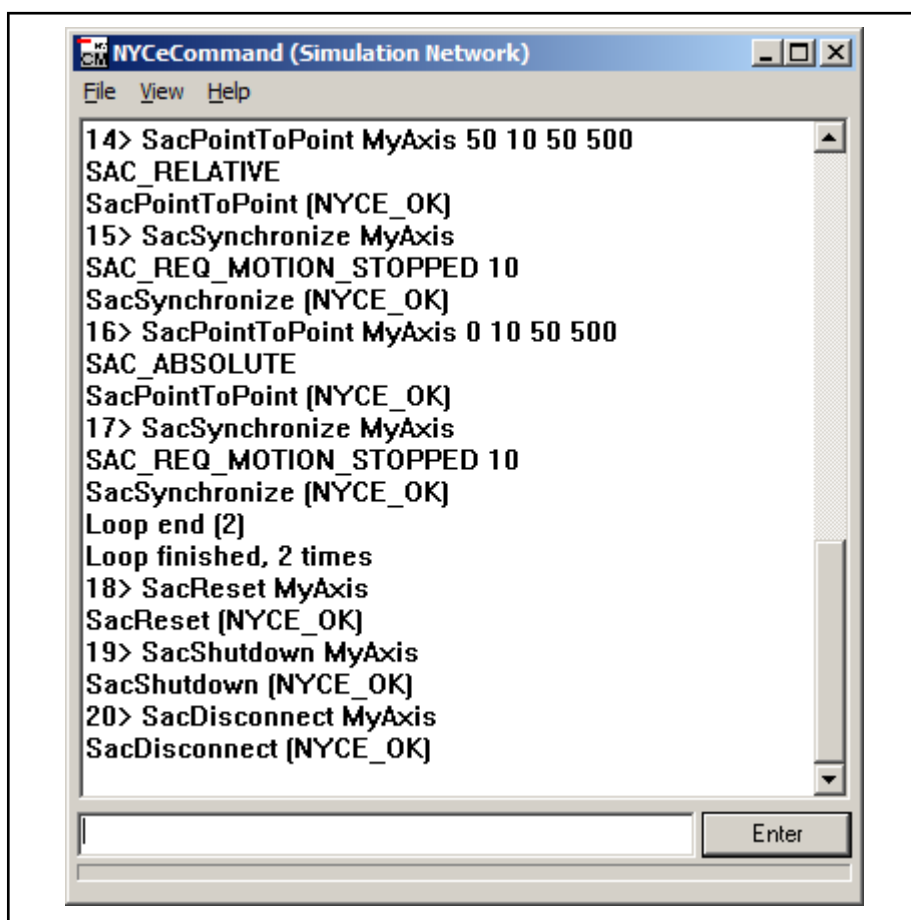 NYCeCommand (Simulation Network)
File View Help
14> SacPointToPoint MyAxis 50 10 50 500
SAC_RELATIVE
SacPointToPoint (NYCE_OK)
15> SacSynchronize MyAxis
SAC_REQ_MOTION_STOPPED 10
SacSynchronize (NYCE_OK)
16> SacPointToPoint MyAxis 0 10 50 500
SAC_ABSOLUTE
SacPointToPoint (NYCE_OK)
17> SacSynchronize MyAxis
SAC_REQ_MOTION_STOPPED 10
SacSynchronize (NYCE_OK)
Loop end (2)
Loop finished, 2 times
18> SacReset MyAxis
SacReset (NYCE_OK)
19> SacShutdown MyAxis
SacShutdown (NYCE_OK)
20> SacDisconnect MyAxis
SacDisconnect (NYCE_OK)
Enter